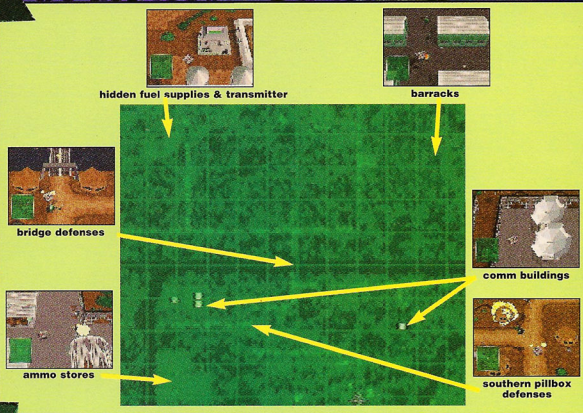 hidden fuel supplies & transmitter
barracks
bridge defenses
comm buildings
ammo stores
southern pillbox
defenses